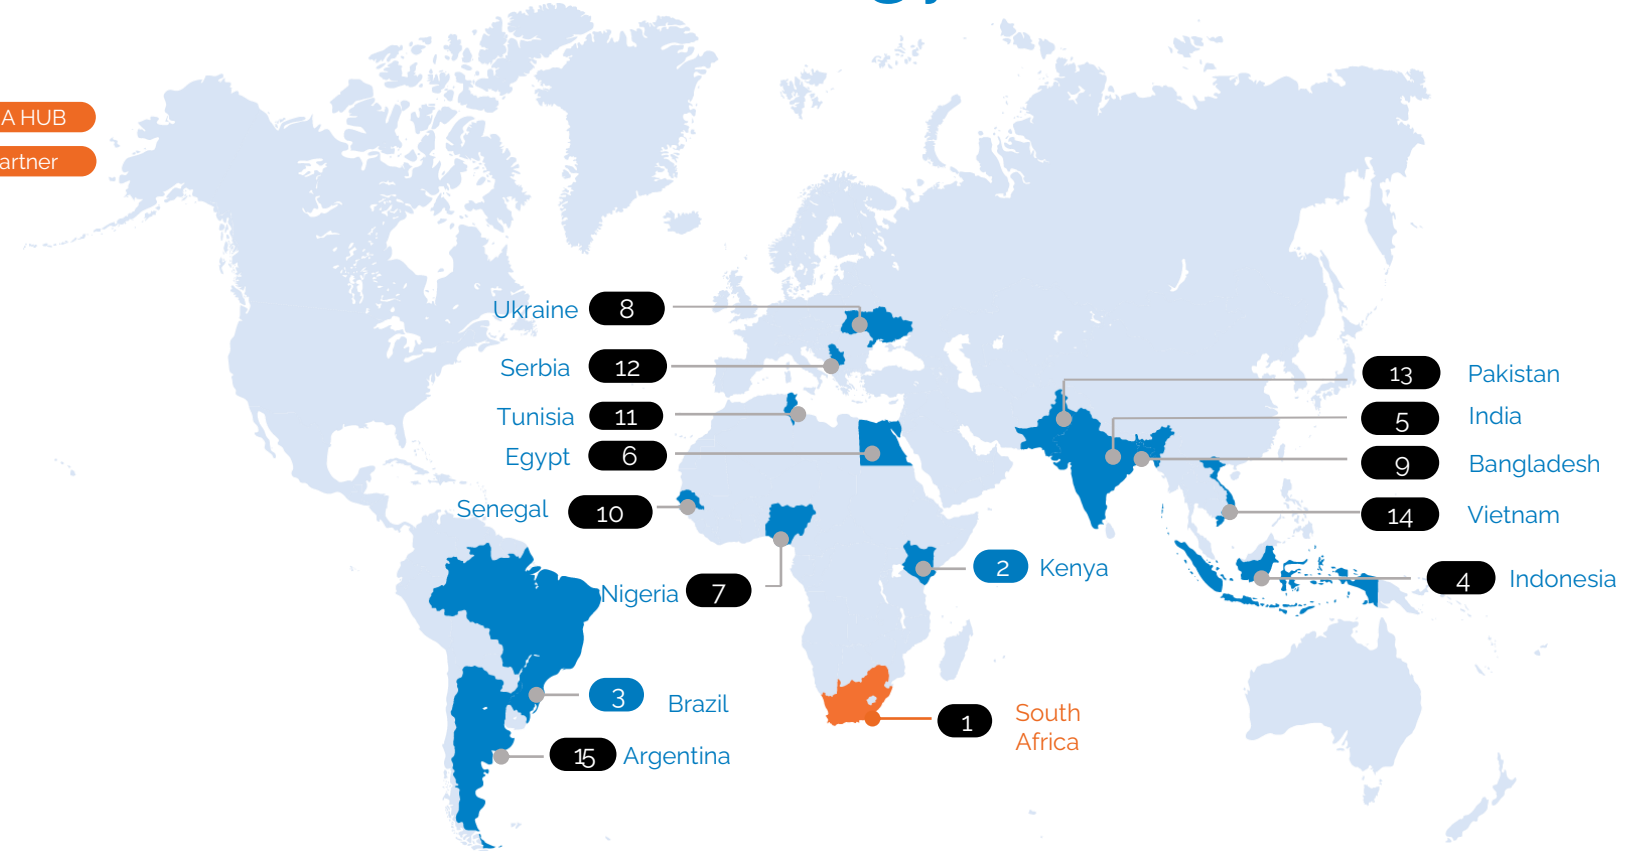 A HUB
artner
Ukraine 8
Serbia 12
Tunisia 11
Egypt 6
Senegal 10
Nigeria 7
2 Kenya
3 Brazil
15 Argentina
1 South
Africa
13 Pakistan
5 India
9 Bangladesh
14 Vietnam
4 Indonesia